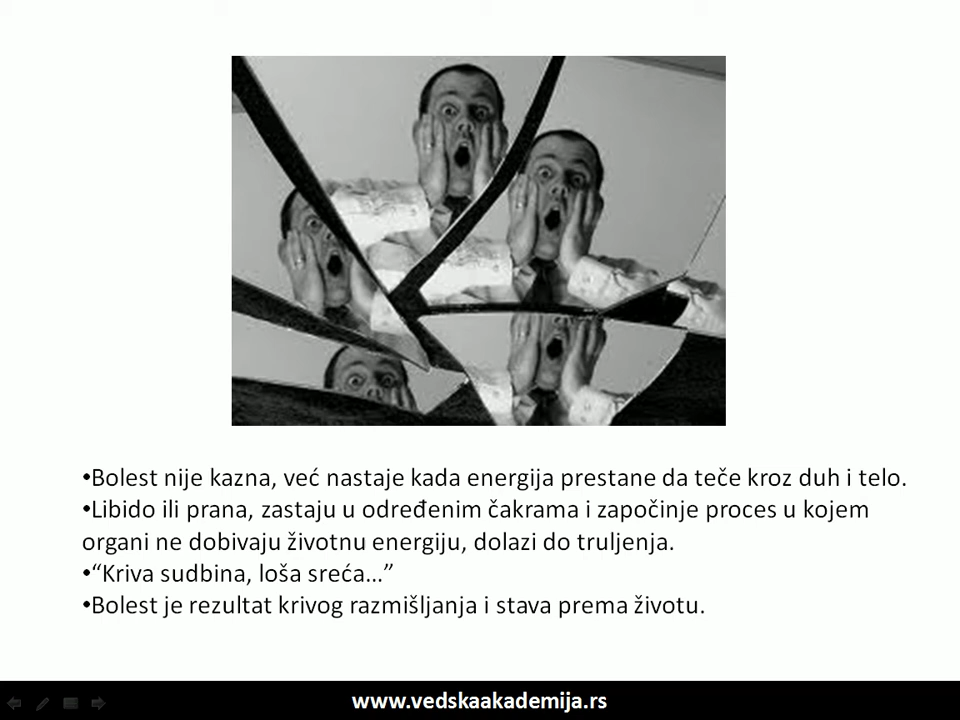 •Bolest nije kazna, već nastaje kada energija prestane da teče kroz duh i telo.
•Libido ili prana, zastaju u određenim čakrama i započinje proces u kojem
organi ne dobivaju životnu energiju, dolazi do truljenja.
•“Kriva sudbina, loša sreća…”
•Bolest je rezultat krivog razmišljanja i stava prema životu.
www.vedskaakademija.rs